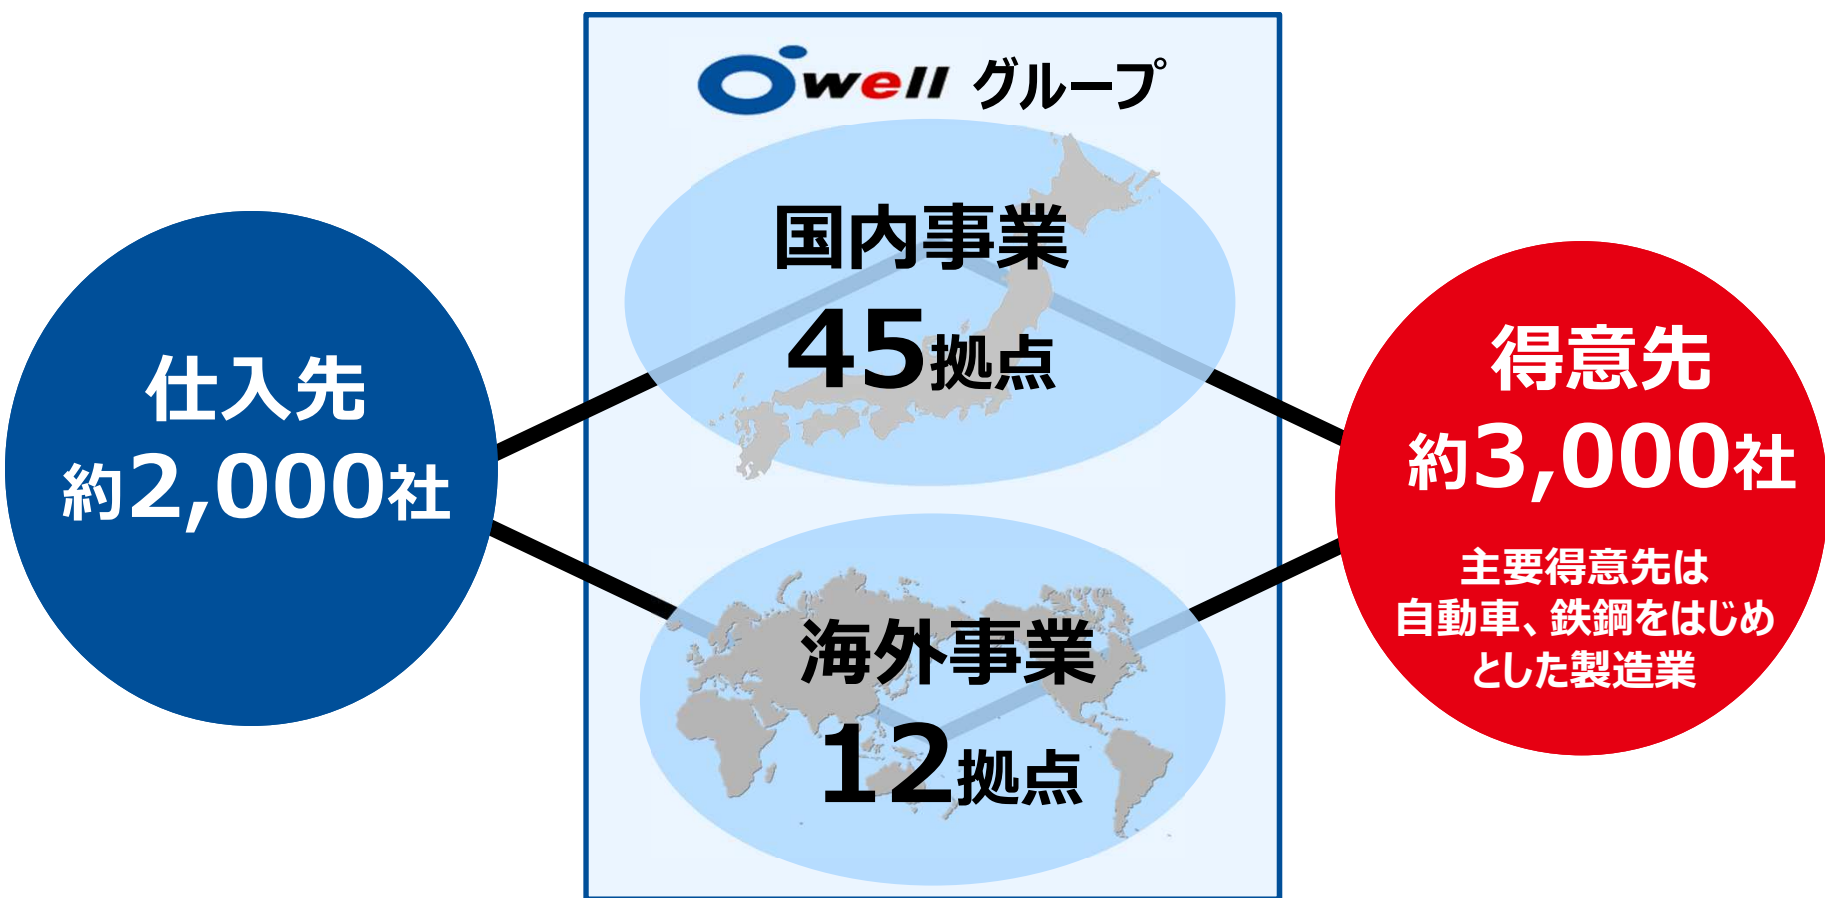 Owell グループ
国内事業
45拠点
仕入先
約2,000社
得意先
約3,000社
主要得意先は
自動車、鉄鋼をはじめ
とした製造業
海外事業
12拠点